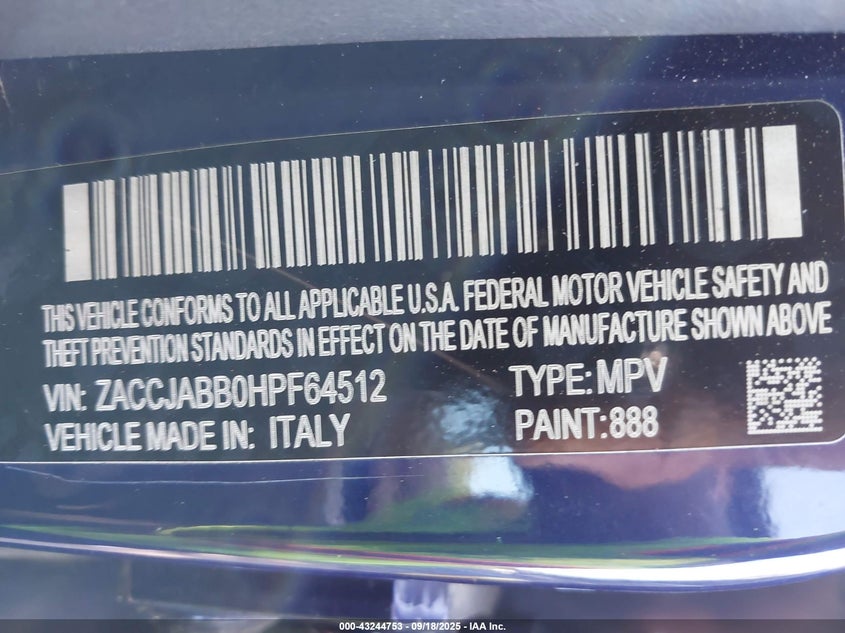 THIS VEHICLE CONFORMS TO ALL APPLICABLE U.S.A. FEDERAL MOTOR VEHICLE SAFETY AND
THEFT PREVENTION STANDARDS IN EFFECT ON THE DATE OF MANUFACTURE SHOWN ABOVE
VIN: ZACCJABB0HPF64512 TYPE: MPV
VEHICLE MADE IN: ITALY PAINT: 888
000-43244753 - 09/18/2025 - IAA Inc.